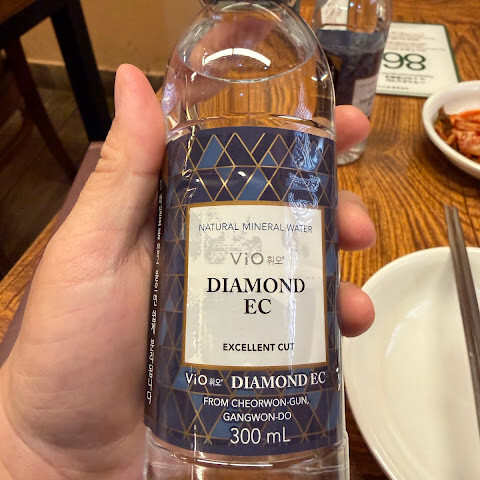 NATURAL MINERAL WATER
ViO 휘오
DIAMOND
EC
EXCELLENT CUT
ViO 휘오 DIAMOND EC
FROM CHEORWON-GUN,
GANGWON-DO
300 mL
98